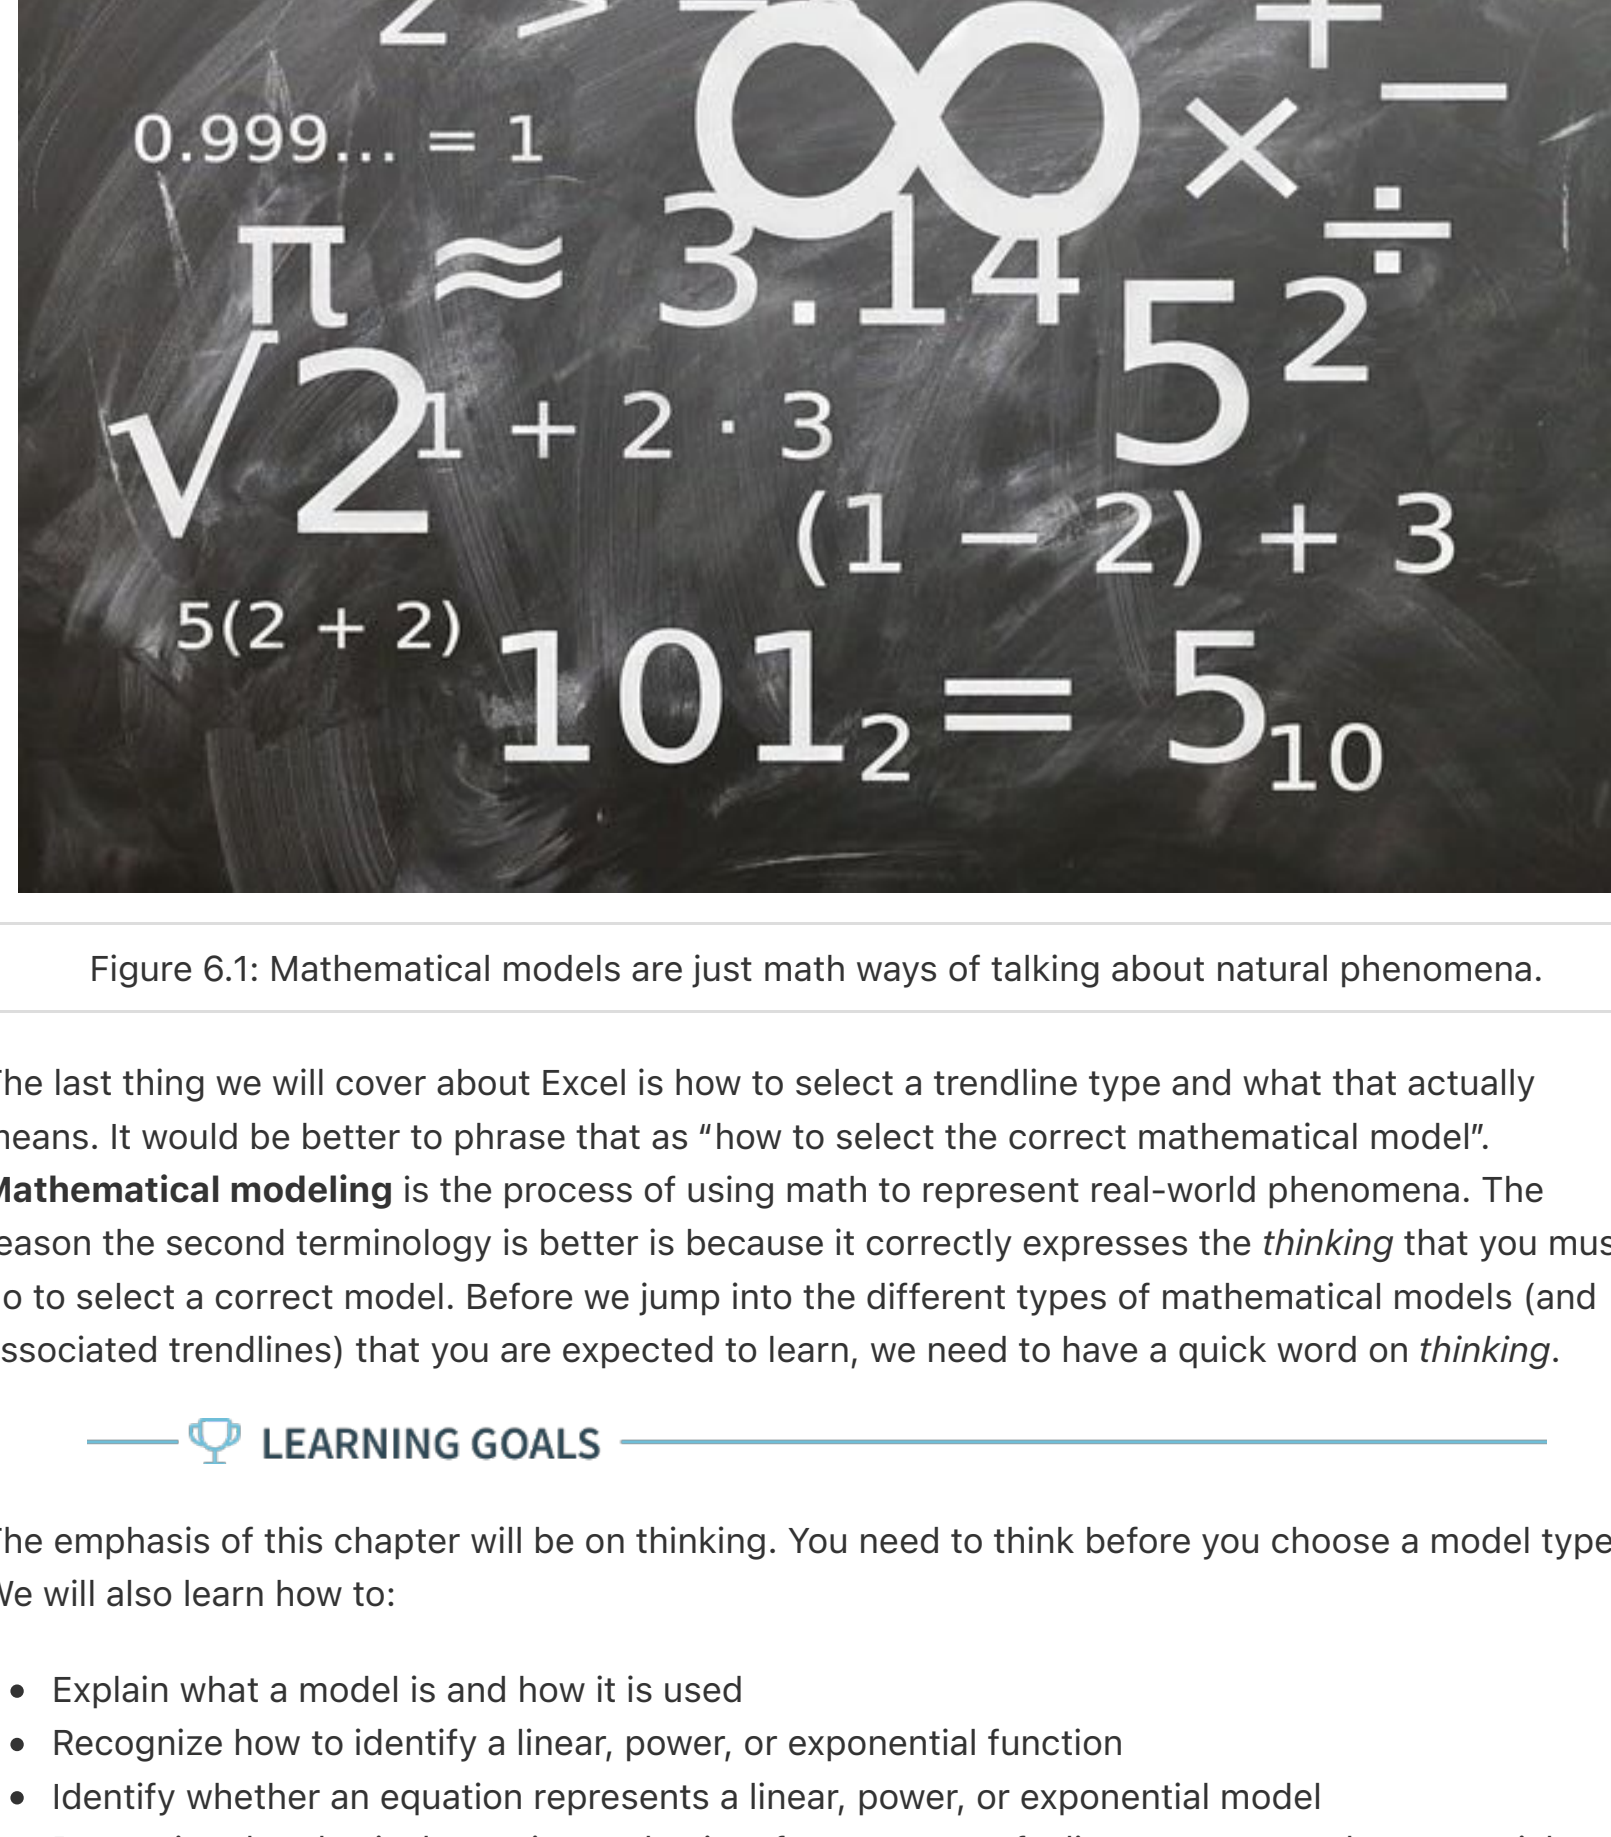 2 >
∞
+
−
0.999... = 1
×
÷
π ≈ 3.14
5²
√2
1 + 2 · 3
(1 − 2) + 3
5(2 + 2)
101₂ = 5₁₀
Figure 6.1: Mathematical models are just math ways of talking about natural phenomena.
The last thing we will cover about Excel is how to select a trendline type and what that actually
means. It would be better to phrase that as “how to select the correct mathematical model”.
Mathematical modeling is the process of using math to represent real-world phenomena. The
reason the second terminology is better is because it correctly expresses the thinking that you mus
o to select a correct model. Before we jump into the different types of mathematical models (and
ssociated trendlines) that you are expected to learn, we need to have a quick word on thinking.
LEARNING GOALS
The emphasis of this chapter will be on thinking. You need to think before you choose a model type
We will also learn how to:
• Explain what a model is and how it is used
• Recognize how to identify a linear, power, or exponential function
• Identify whether an equation represents a linear, power, or exponential model